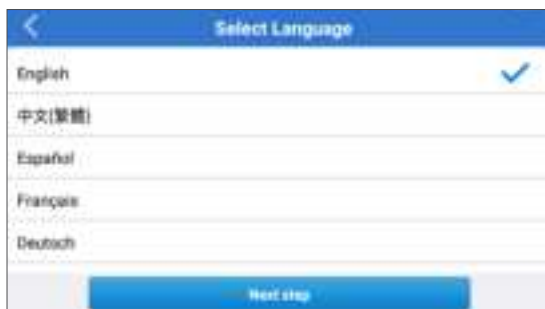 Select Language
English
中文(繁體)
Español
Français
Deutsch
Next step